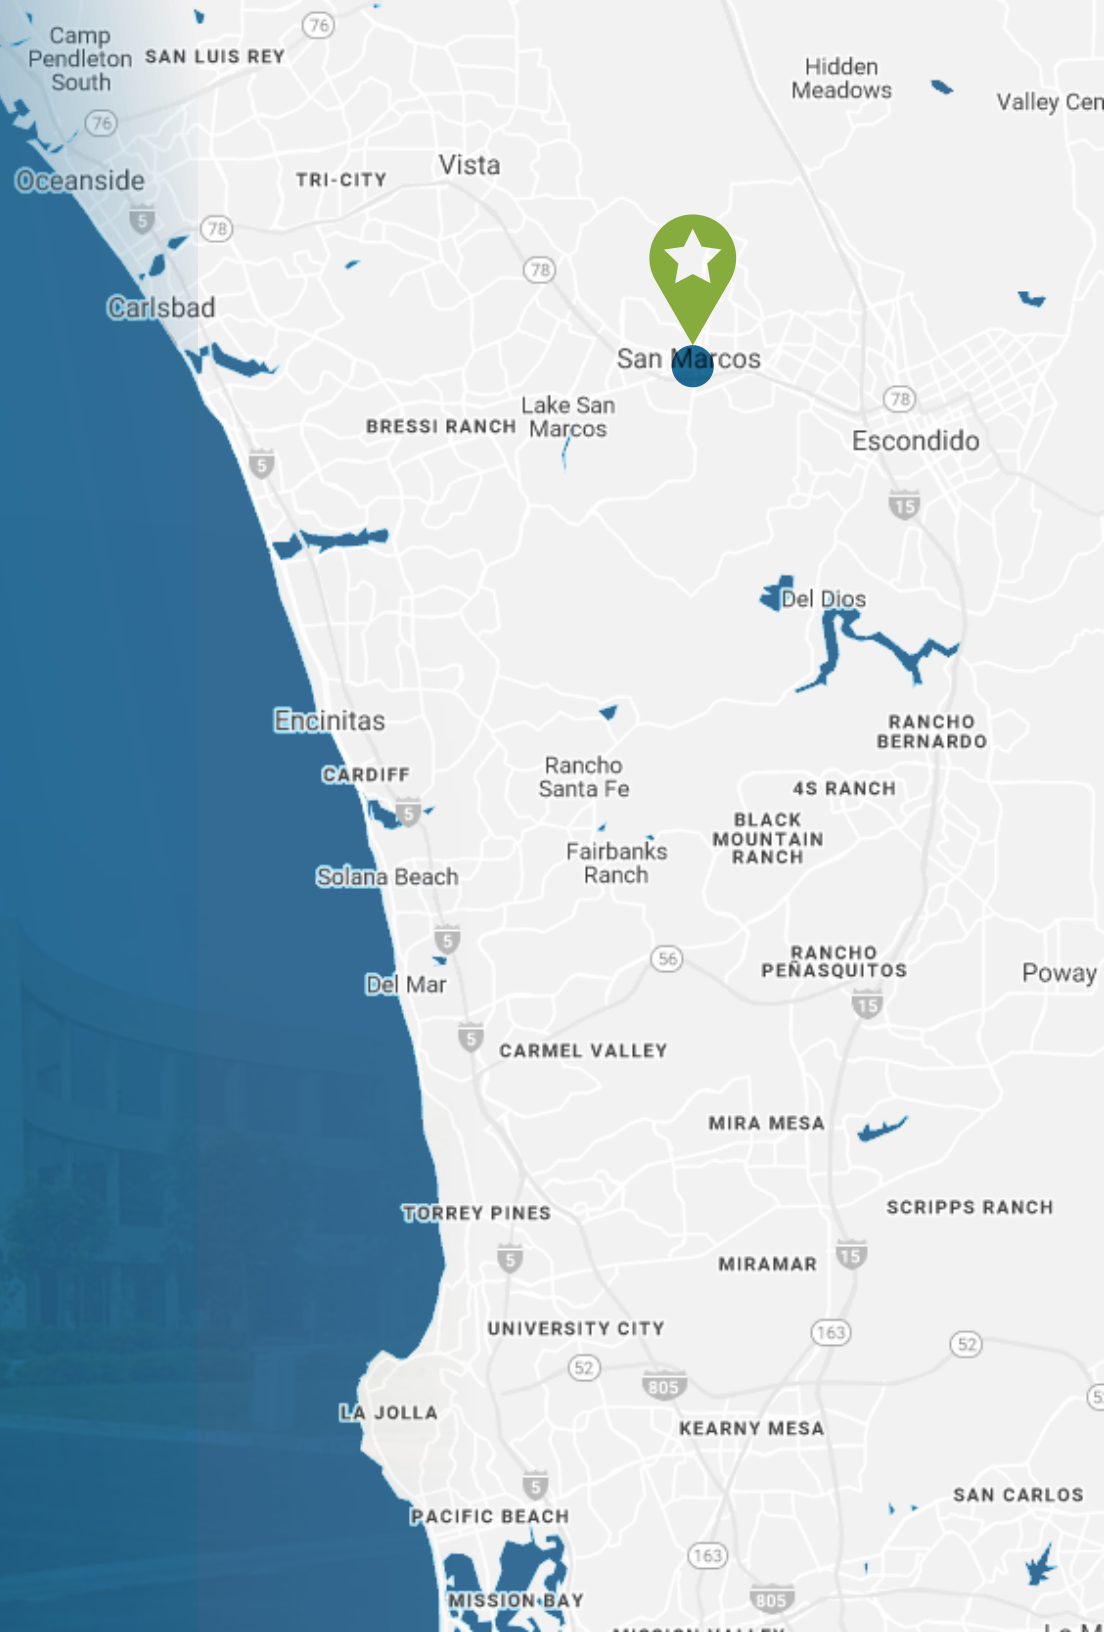 76
Camp
Pendleton
South
SAN LUIS REY
Hidden
Meadows
Valley Cen
76
Oceanside
TRI-CITY
Vista
5
78
78
Carlsbad
San Marcos
78
Lake San
Marcos
BRESSI RANCH
Escondido
5
15
Del Dios
Encinitas
RANCHO
BERNARDO
CARDIFF
Rancho
Santa Fe
4S RANCH
5
BLACK
MOUNTAIN
RANCH
Fairbanks
Ranch
Solana Beach
5
56
RANCHO
PEÑASQUITOS
Poway
Del Mar
15
5
CARMEL VALLEY
MIRA MESA
TORREY PINES
SCRIPPS RANCH
5
15
MIRAMAR
UNIVERSITY CITY
163
52
52
805
5
LA JOLLA
KEARNY MESA
5
SAN CARLOS
PACIFIC BEACH
163
MISSION BAY
805
MISSION VALLEY
La M